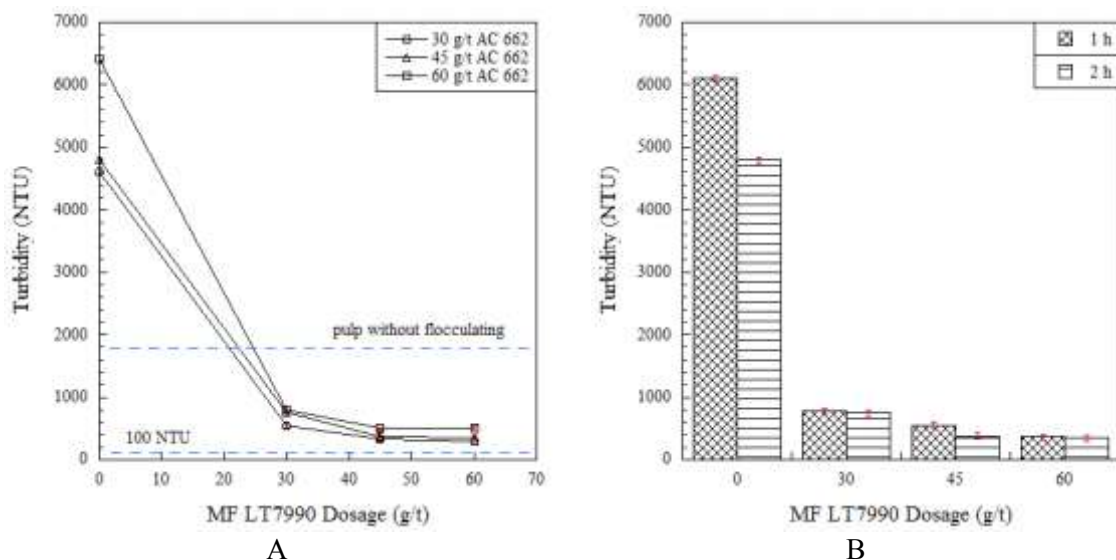 7000
6000
5000
4000
3000
2000
1000
0
Turbidity (NTU)
30 g/t AC 662
45 g/t AC 662
60 g/t AC 662
pulp without flocculating
100 NTU
0 10 20 30 40 50 60 70
MF LT7990 Dosage (g/t)
A
7000
6000
5000
4000
3000
2000
1000
0
Turbidity (NTU)
1 h
2 h
0 30 45 60
MF LT7990 Dosage (g/t)
B